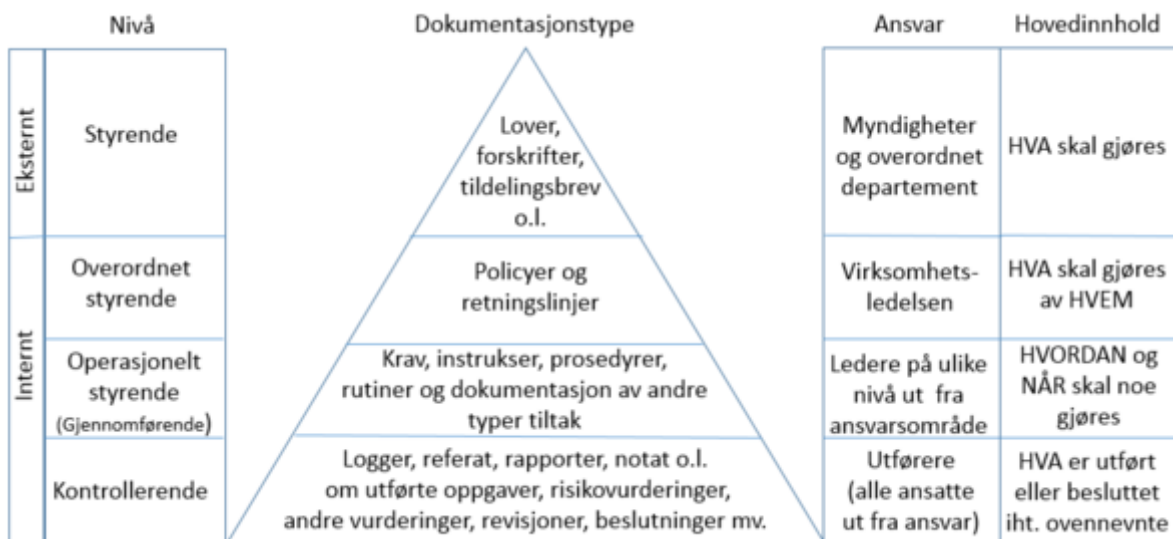 Nivå
Dokumentasjonstype
Ansvar
Hovedinnhold
Eksternt
Styrende
Lover,
forskrifter,
tildelingsbrev
o.l.
Myndigheter
og overordnet
departement
HVA skal gjøres
Internt
Overordnet
styrende
Policyer og
retningslinjer
Virksomhets-
ledelsen
HVA skal gjøres
av HVEM
Operasjonelt
styrende
(Gjennomførende)
Krav, instrukser, prosedyrer,
rutiner og dokumentasjon av andre
typer tiltak
Ledere på ulike
nivå ut fra
ansvarsområde
HVORDAN og
NÅR skal noe
gjøres
Kontrollerende
Logger, referat, rapporter, notat o.l.
om utførte oppgaver, risikovurderinger,
andre vurderinger, revisjoner, beslutninger mv.
Utførere
(alle ansatte
ut fra ansvar)
HVA er utført
eller besluttet
iht. ovennevnte